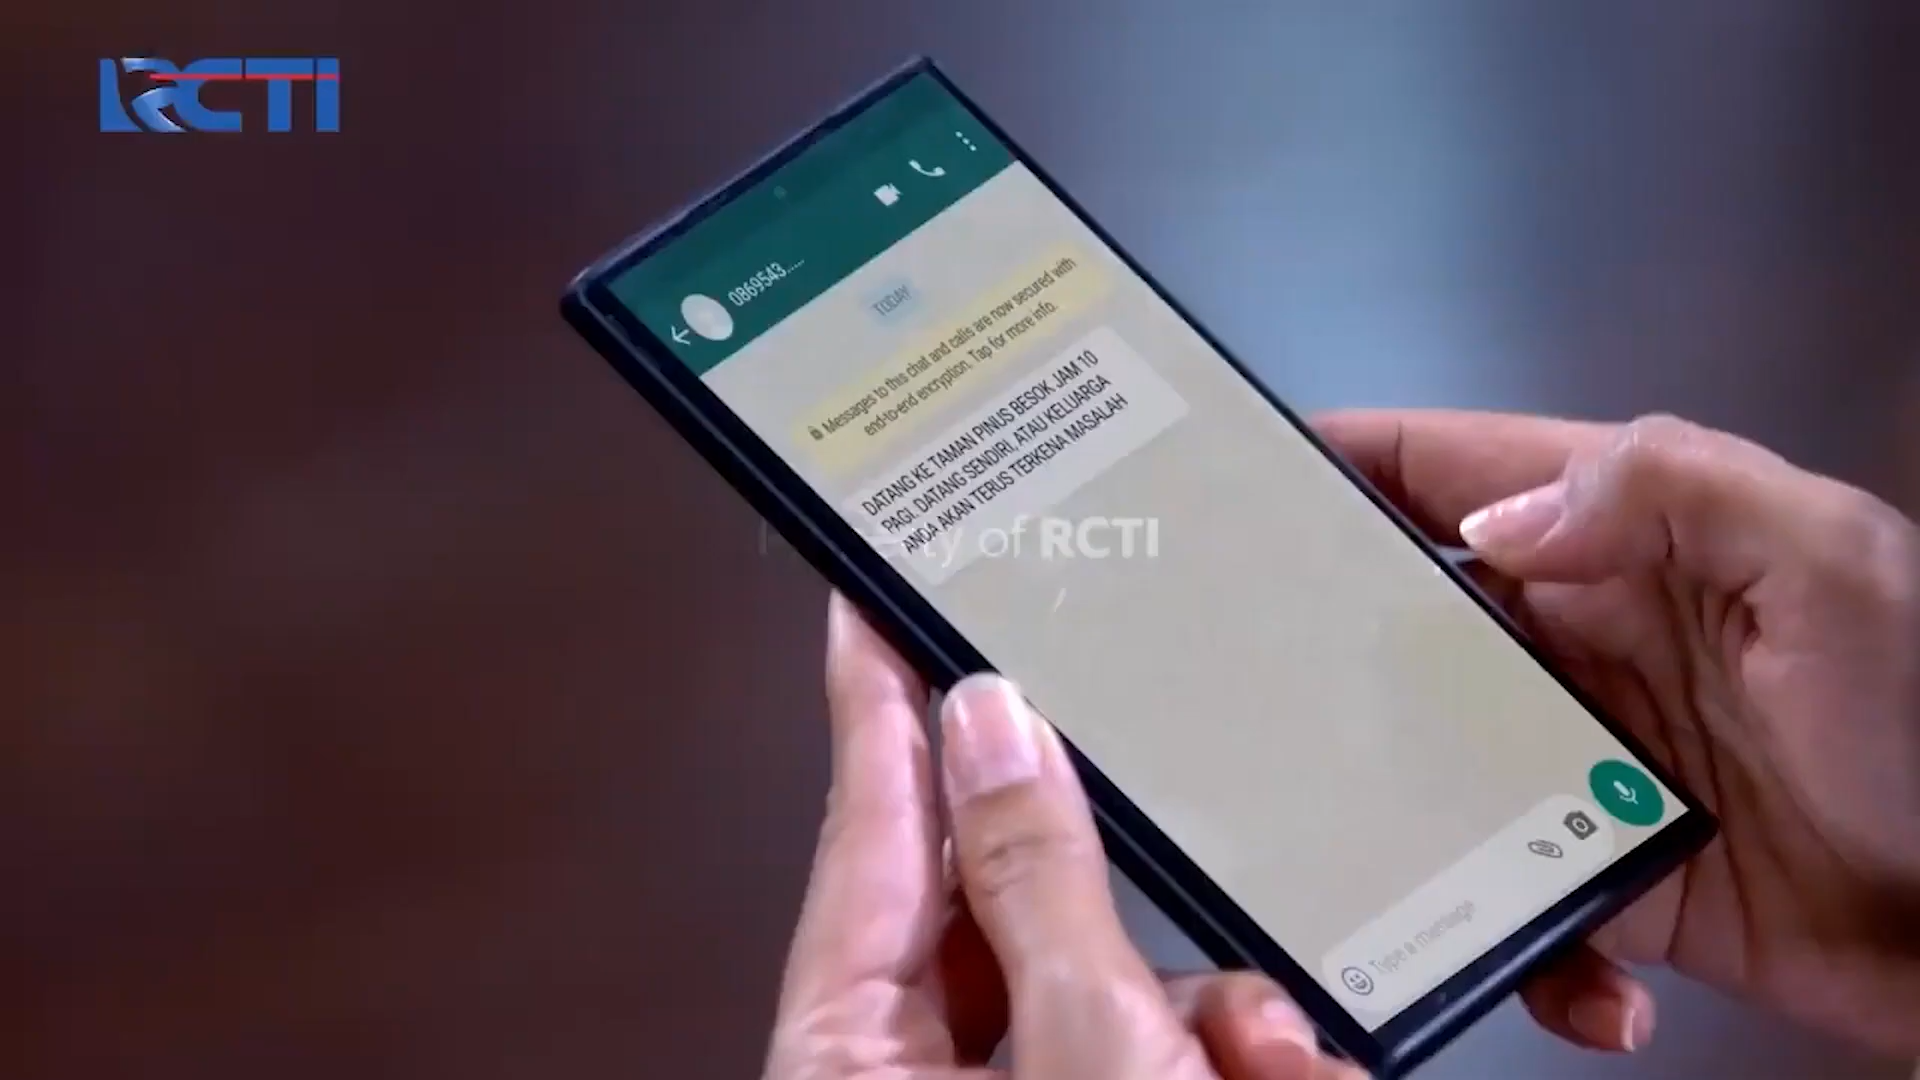 RCTI
0869543.....
TODAY
Messages to this chat and calls are now secured with
end-to-end encryption. Tap for more info.
DATANG KE TAMAN PINUS BESOK JAM 10
PAGI. DATANG SENDIRI, ATAU KELUARGA
ANDA AKAN TERUS TERKENA MASALAH
Property of RCTI
Type a message